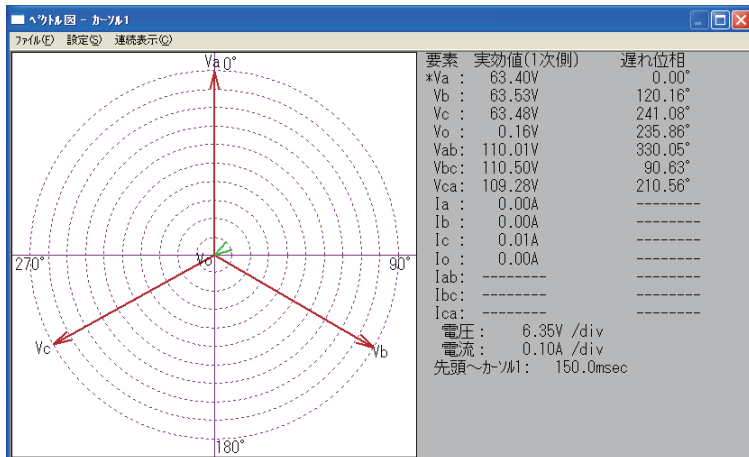 ベクトル図 - カーソル1
ファイル(F) 設定(S) 連続表示(C)
Va 0°
270°
Vo
90°
Vc
Vb
180°
要素 実効値(1次側) 遅れ位相
*Va : 63.40V 0.00°
Vb : 63.53V 120.16°
Vc : 63.48V 241.08°
Vo : 0.16V 235.86°
Vab: 110.01V 330.05°
Vbc: 110.50V 90.63°
Vca: 109.28V 210.56°
Ia : 0.00A --------
Ib : 0.00A --------
Ic : 0.01A --------
Io : 0.00A --------
Iab: -------- --------
Ibc: -------- --------
Ica: -------- --------
電圧: 6.35V /div
電流: 0.10A /div
先頭～カーソル1: 150.0msec